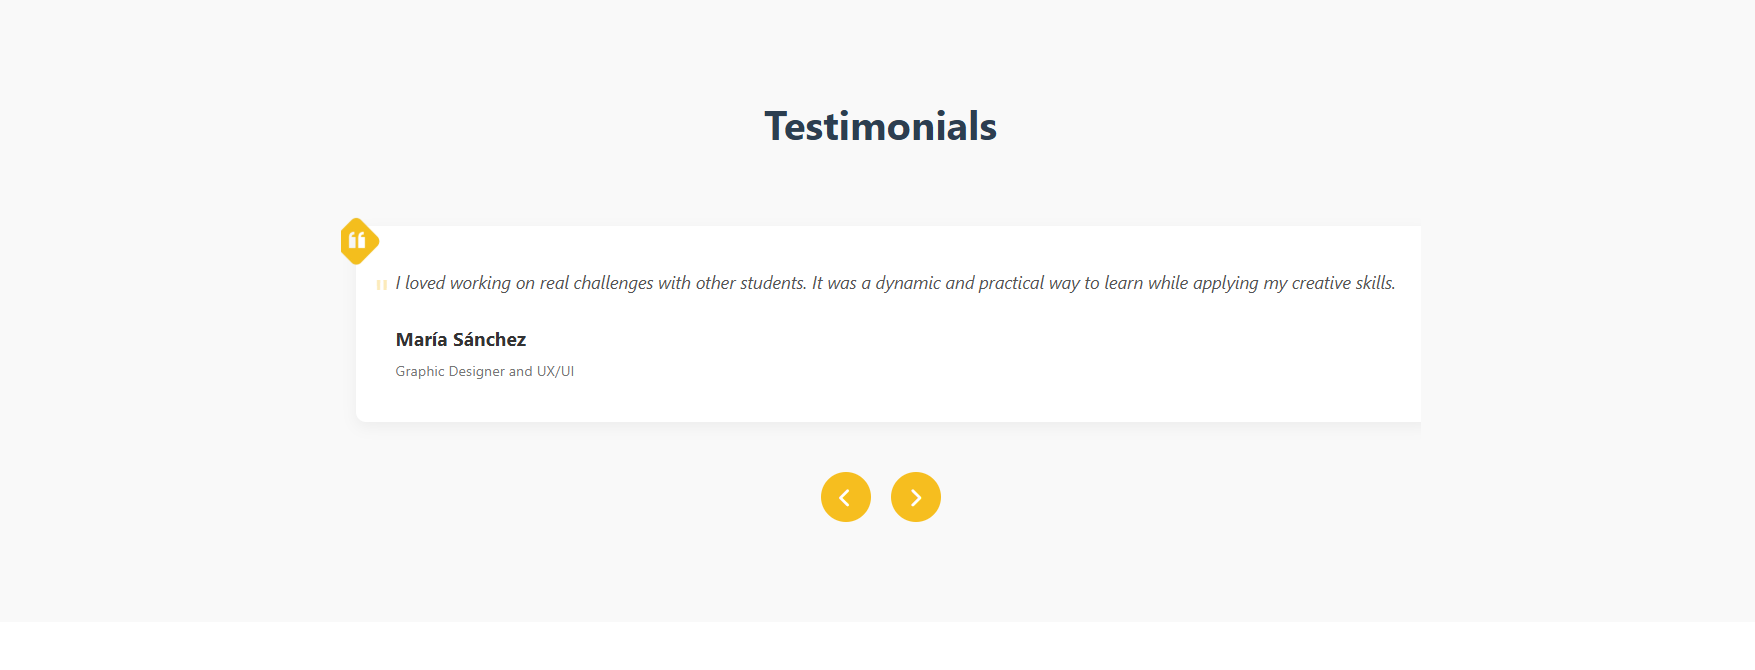 Testimonials
"I loved working on real challenges with other students. It was a dynamic and practical way to learn while applying my creative skills.
María Sánchez
Graphic Designer and UX/UI